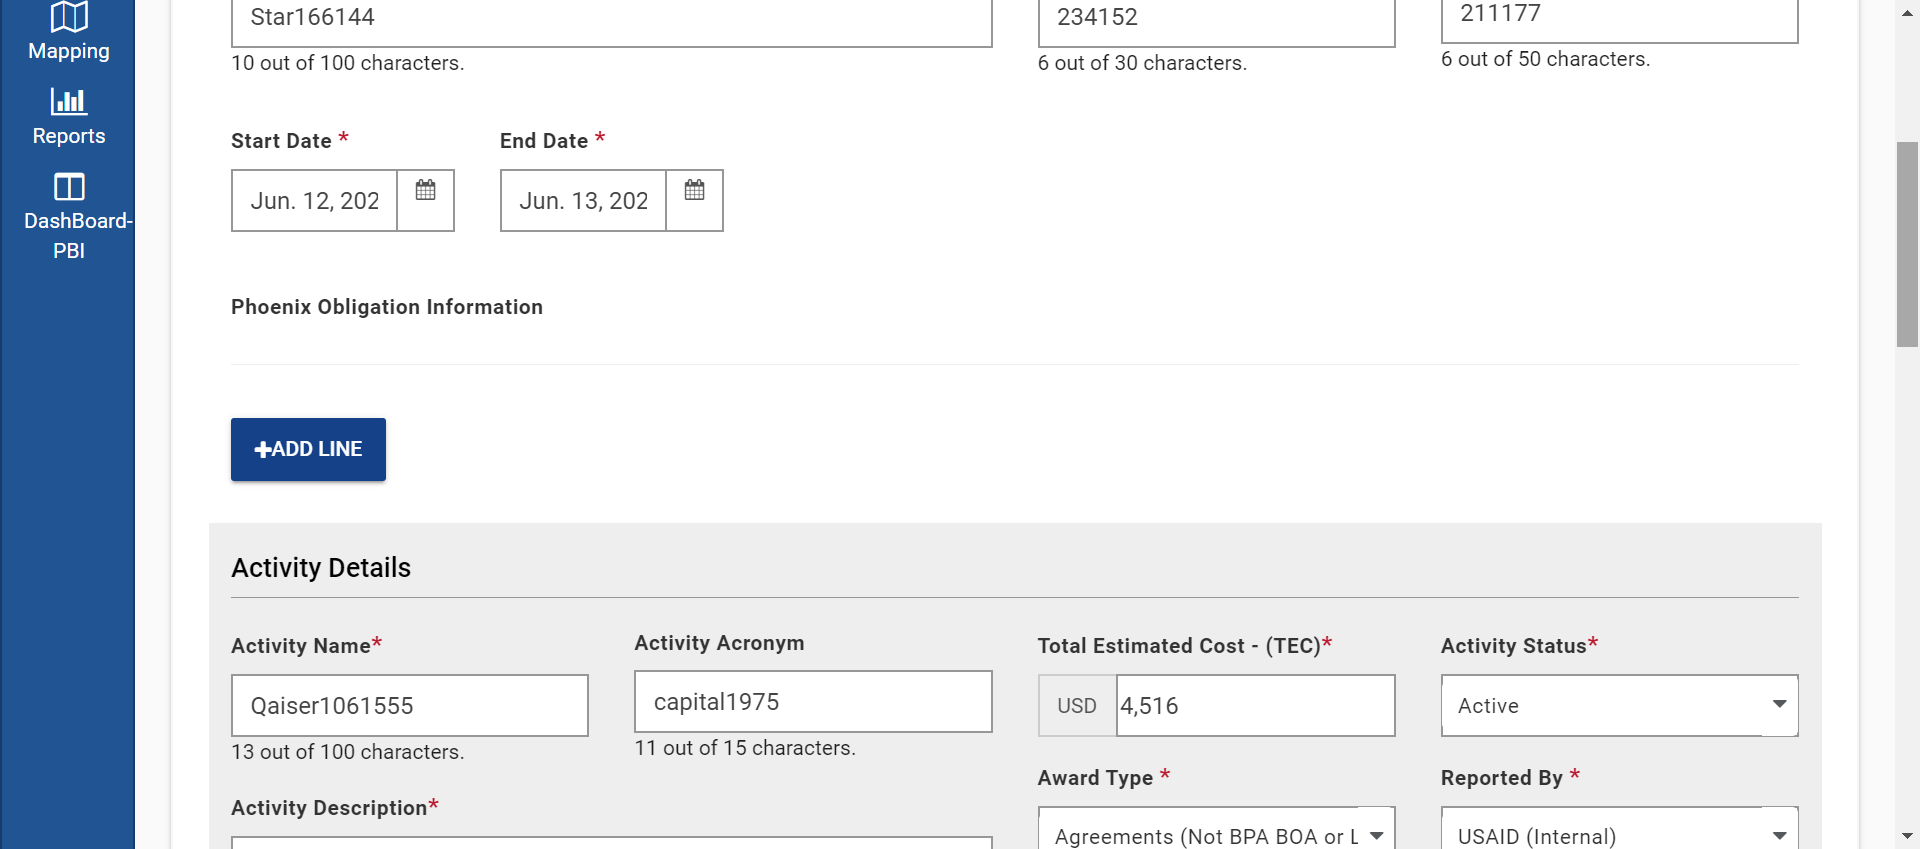 Mapping
Reports
DashBoard-
PBI
Star166144
10 out of 100 characters.
234152
6 out of 30 characters.
211177
6 out of 50 characters.
Start Date *
End Date *
Jun. 12, 202
Jun. 13, 202
Phoenix Obligation Information
+ADD LINE
Activity Details
Activity Name*
Activity Acronym
Total Estimated Cost - (TEC)*
Activity Status*
Qaiser1061555
capital1975
USD 4,516
Active
13 out of 100 characters.
11 out of 15 characters.
Award Type *
Reported By *
Activity Description*
Agreements (Not BPA BOA or L
USAID (Internal)